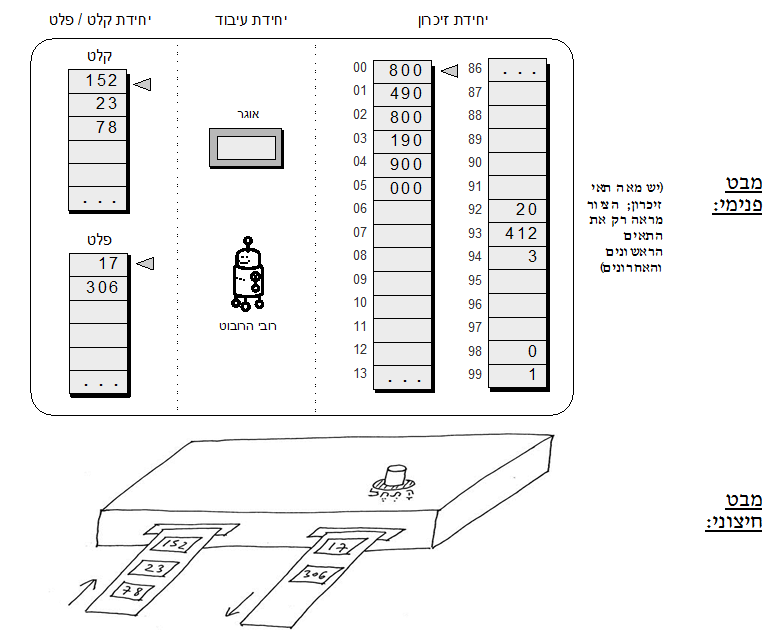 יחידת זיכרון
יחידת עיבוד
יחידת קלט / פלט
קלט
152
23
78
. . .
פלט
17
306
. . .
אוגר
רובי הרובוט
00 800
01 490
02 800
03 190
04 900
05 000
06
07
08
09
10
11
12
13 . . .
86 . . .
87
88
89
90
91
92 20
93 412
94 3
95
96
97
98 0
99 1
(יש מאה תאי
זיכרון; הציור
מראה רק את
התאים
הראשונים
והאחרונים)
מבט
פנימי:
מבט
חיצוני:
התחל
152
23
78
17
306